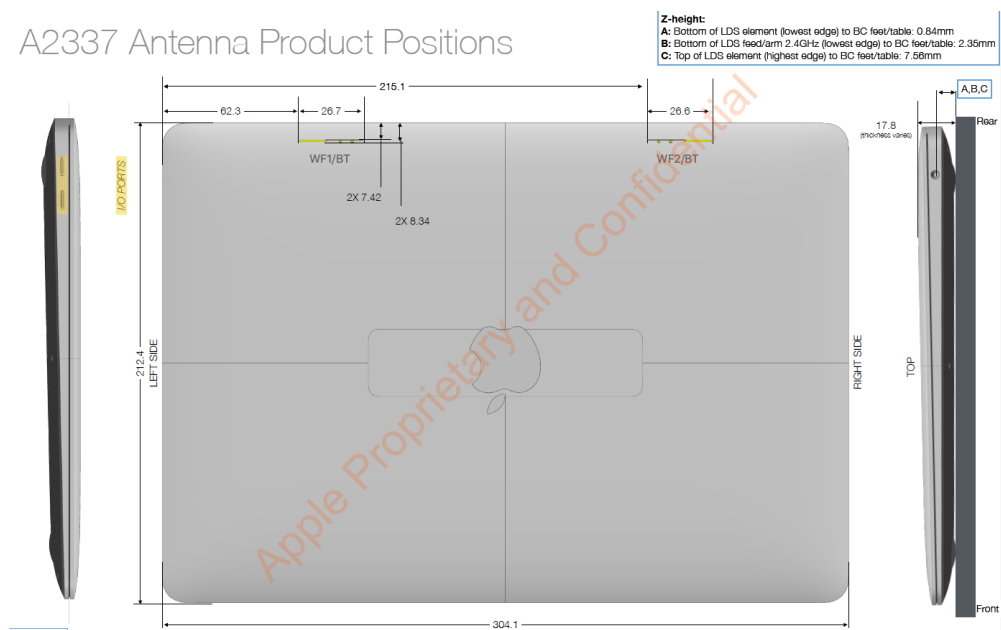 A2337 Antenna Product Positions
Z-height:
A: Bottom of LDS element (lowest edge) to BC feet/table: 0.84mm
B: Bottom of LDS feed/arm 2.4GHz (lowest edge) to BC feet/table: 2.35mm
C: Top of LDS element (highest edge) to BC feet/table: 7.56mm
215.1
A,B,C
62.3
26.7
26.6
17.8
(thickness varies)
Rear
WF1/BT
WF2/BT
I/O PORTS
2X 7.42
2X 8.34
212.4
LEFT SIDE
RIGHT SIDE
TOP
Apple Proprietary and Confidential
Front
304.1